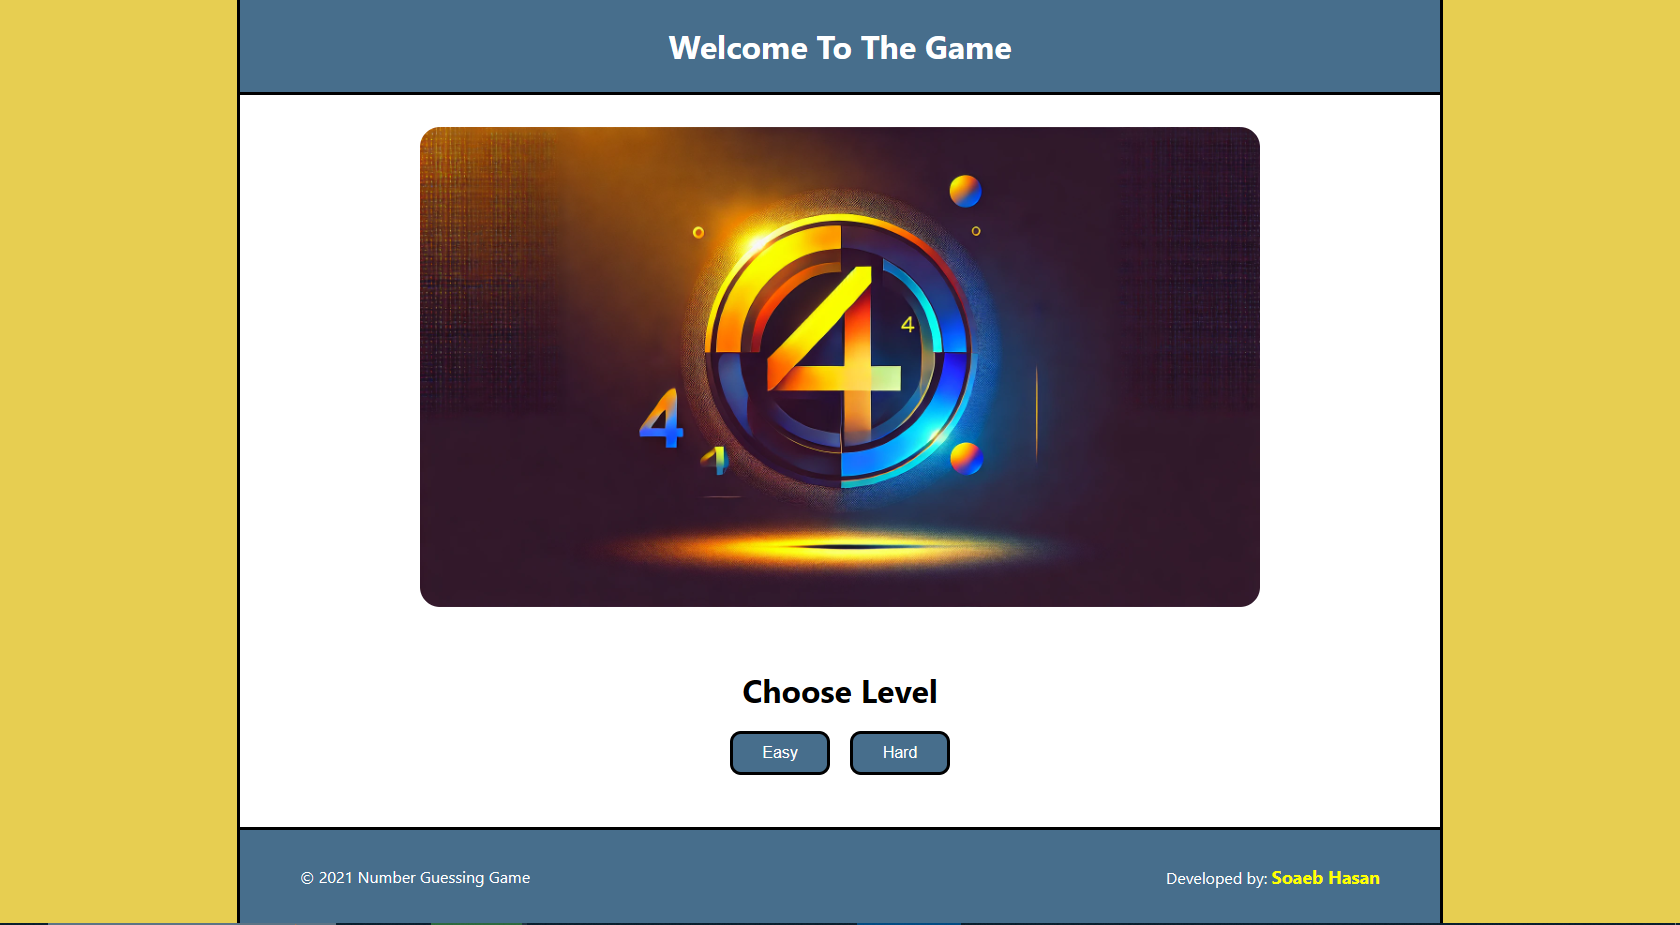 Welcome To The Game
4
4
4
4
Choose Level
Easy
Hard
© 2021 Number Guessing Game
Developed by: Soaeb Hasan